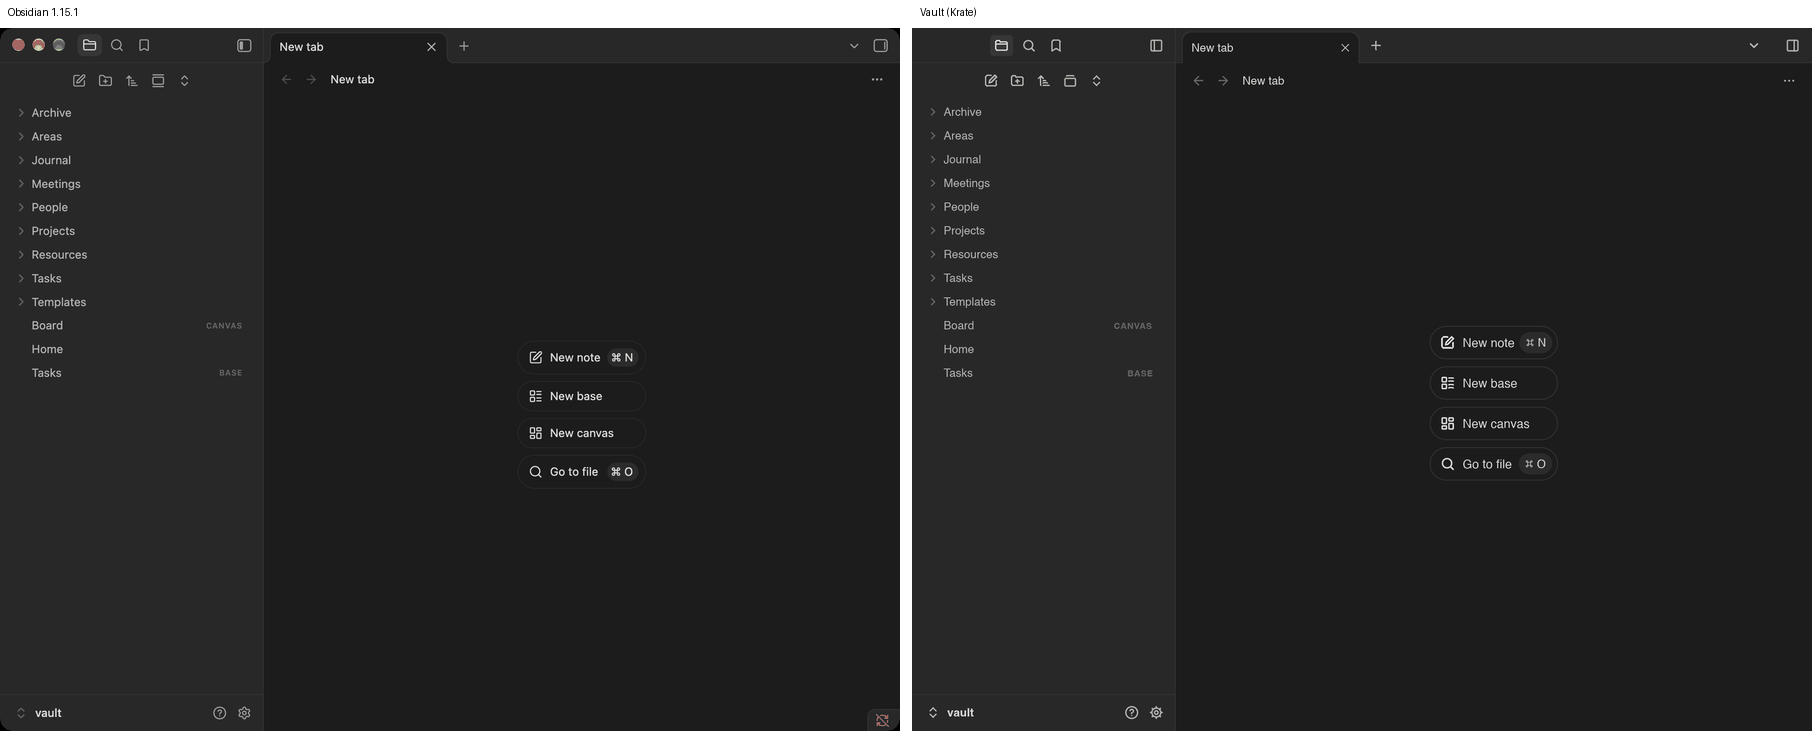 Obsidian 1.15.1
New tab
New tab
Archive
Areas
Journal
Meetings
People
Projects
Resources
Tasks
Templates
Board CANVAS
Home
Tasks BASE
New note ⌘ N
New base
New canvas
Go to file ⌘ O
vault
Vault (Krate)
New tab
New tab
Archive
Areas
Journal
Meetings
People
Projects
Resources
Tasks
Templates
Board CANVAS
Home
Tasks BASE
New note ⌘ N
New base
New canvas
Go to file ⌘ O
vault